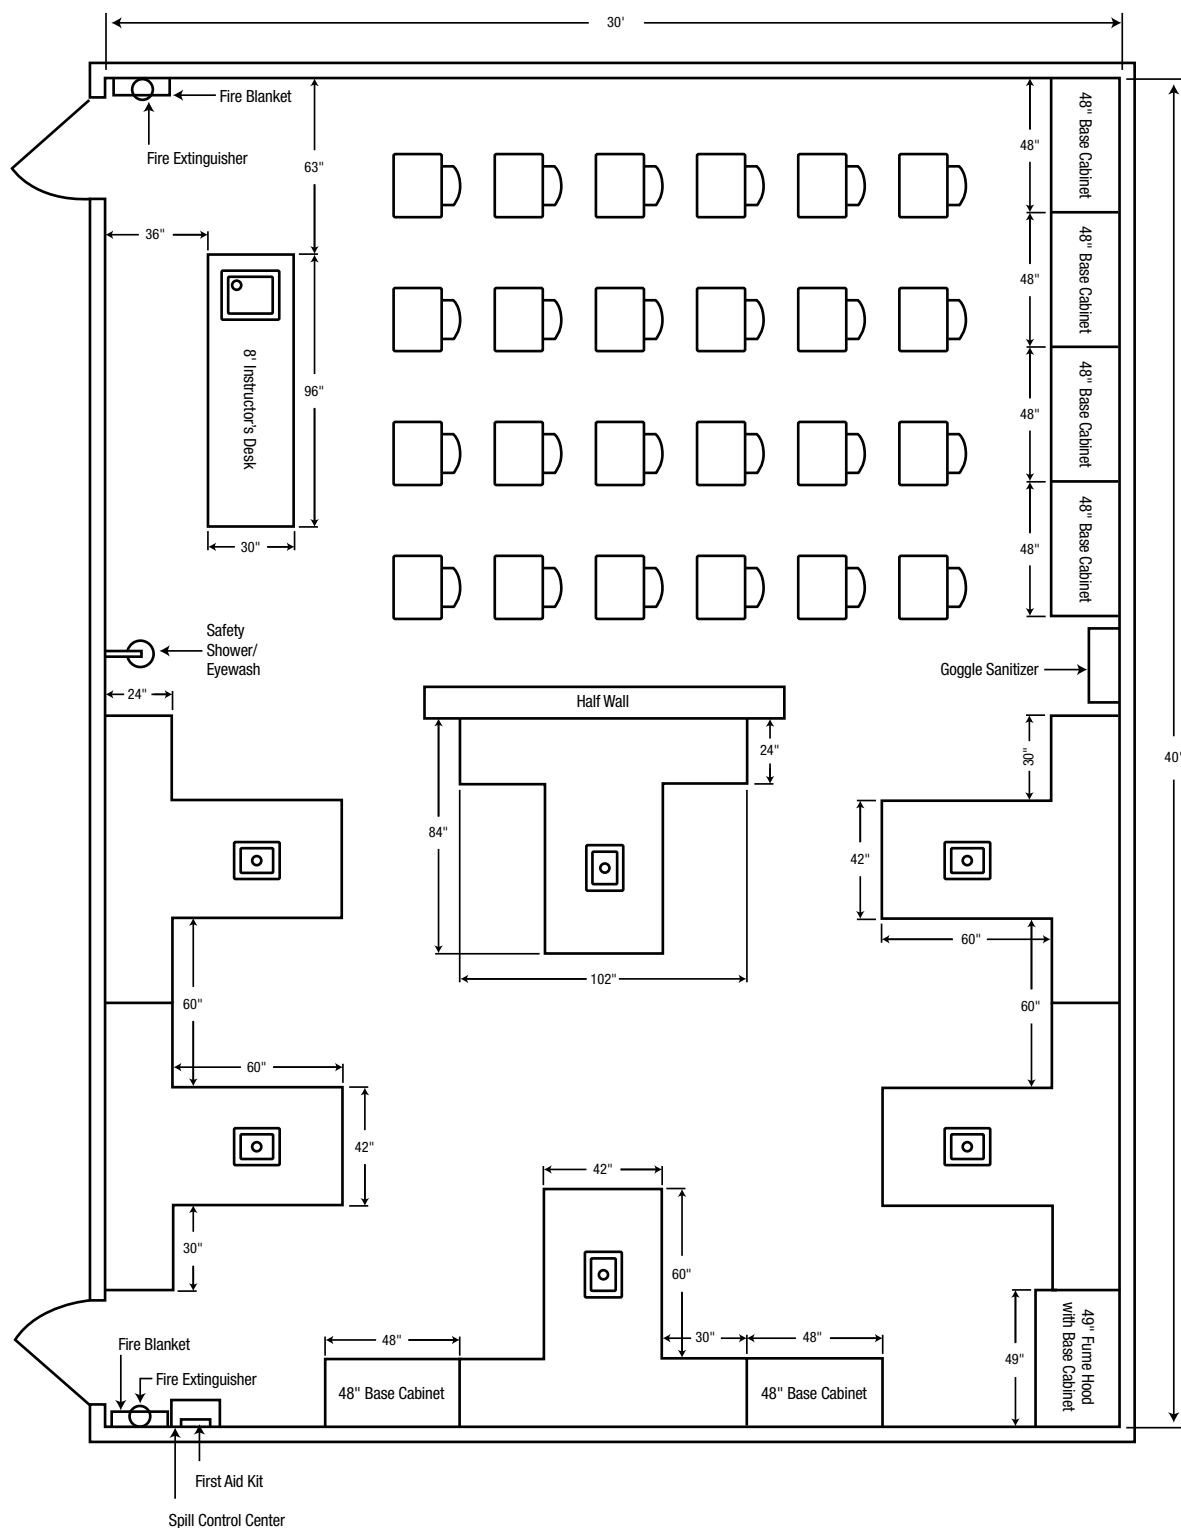 30'
Fire Blanket
Fire Extinguisher
63"
48"
48" Base Cabinet
36"
48"
48" Base Cabinet
8' Instructor's Desk
96"
48"
48" Base Cabinet
30"
48"
48" Base Cabinet
Safety
Shower/
Eyewash
Goggle Sanitizer
24"
Half Wall
24"
30"
40'
84"
42"
60"
102"
60"
60"
60"
42"
42"
30"
60"
48"
30"
48"
49"
49" Fume Hood
with Base Cabinet
Fire Blanket
Fire Extinguisher
48" Base Cabinet
48" Base Cabinet
First Aid Kit
Spill Control Center